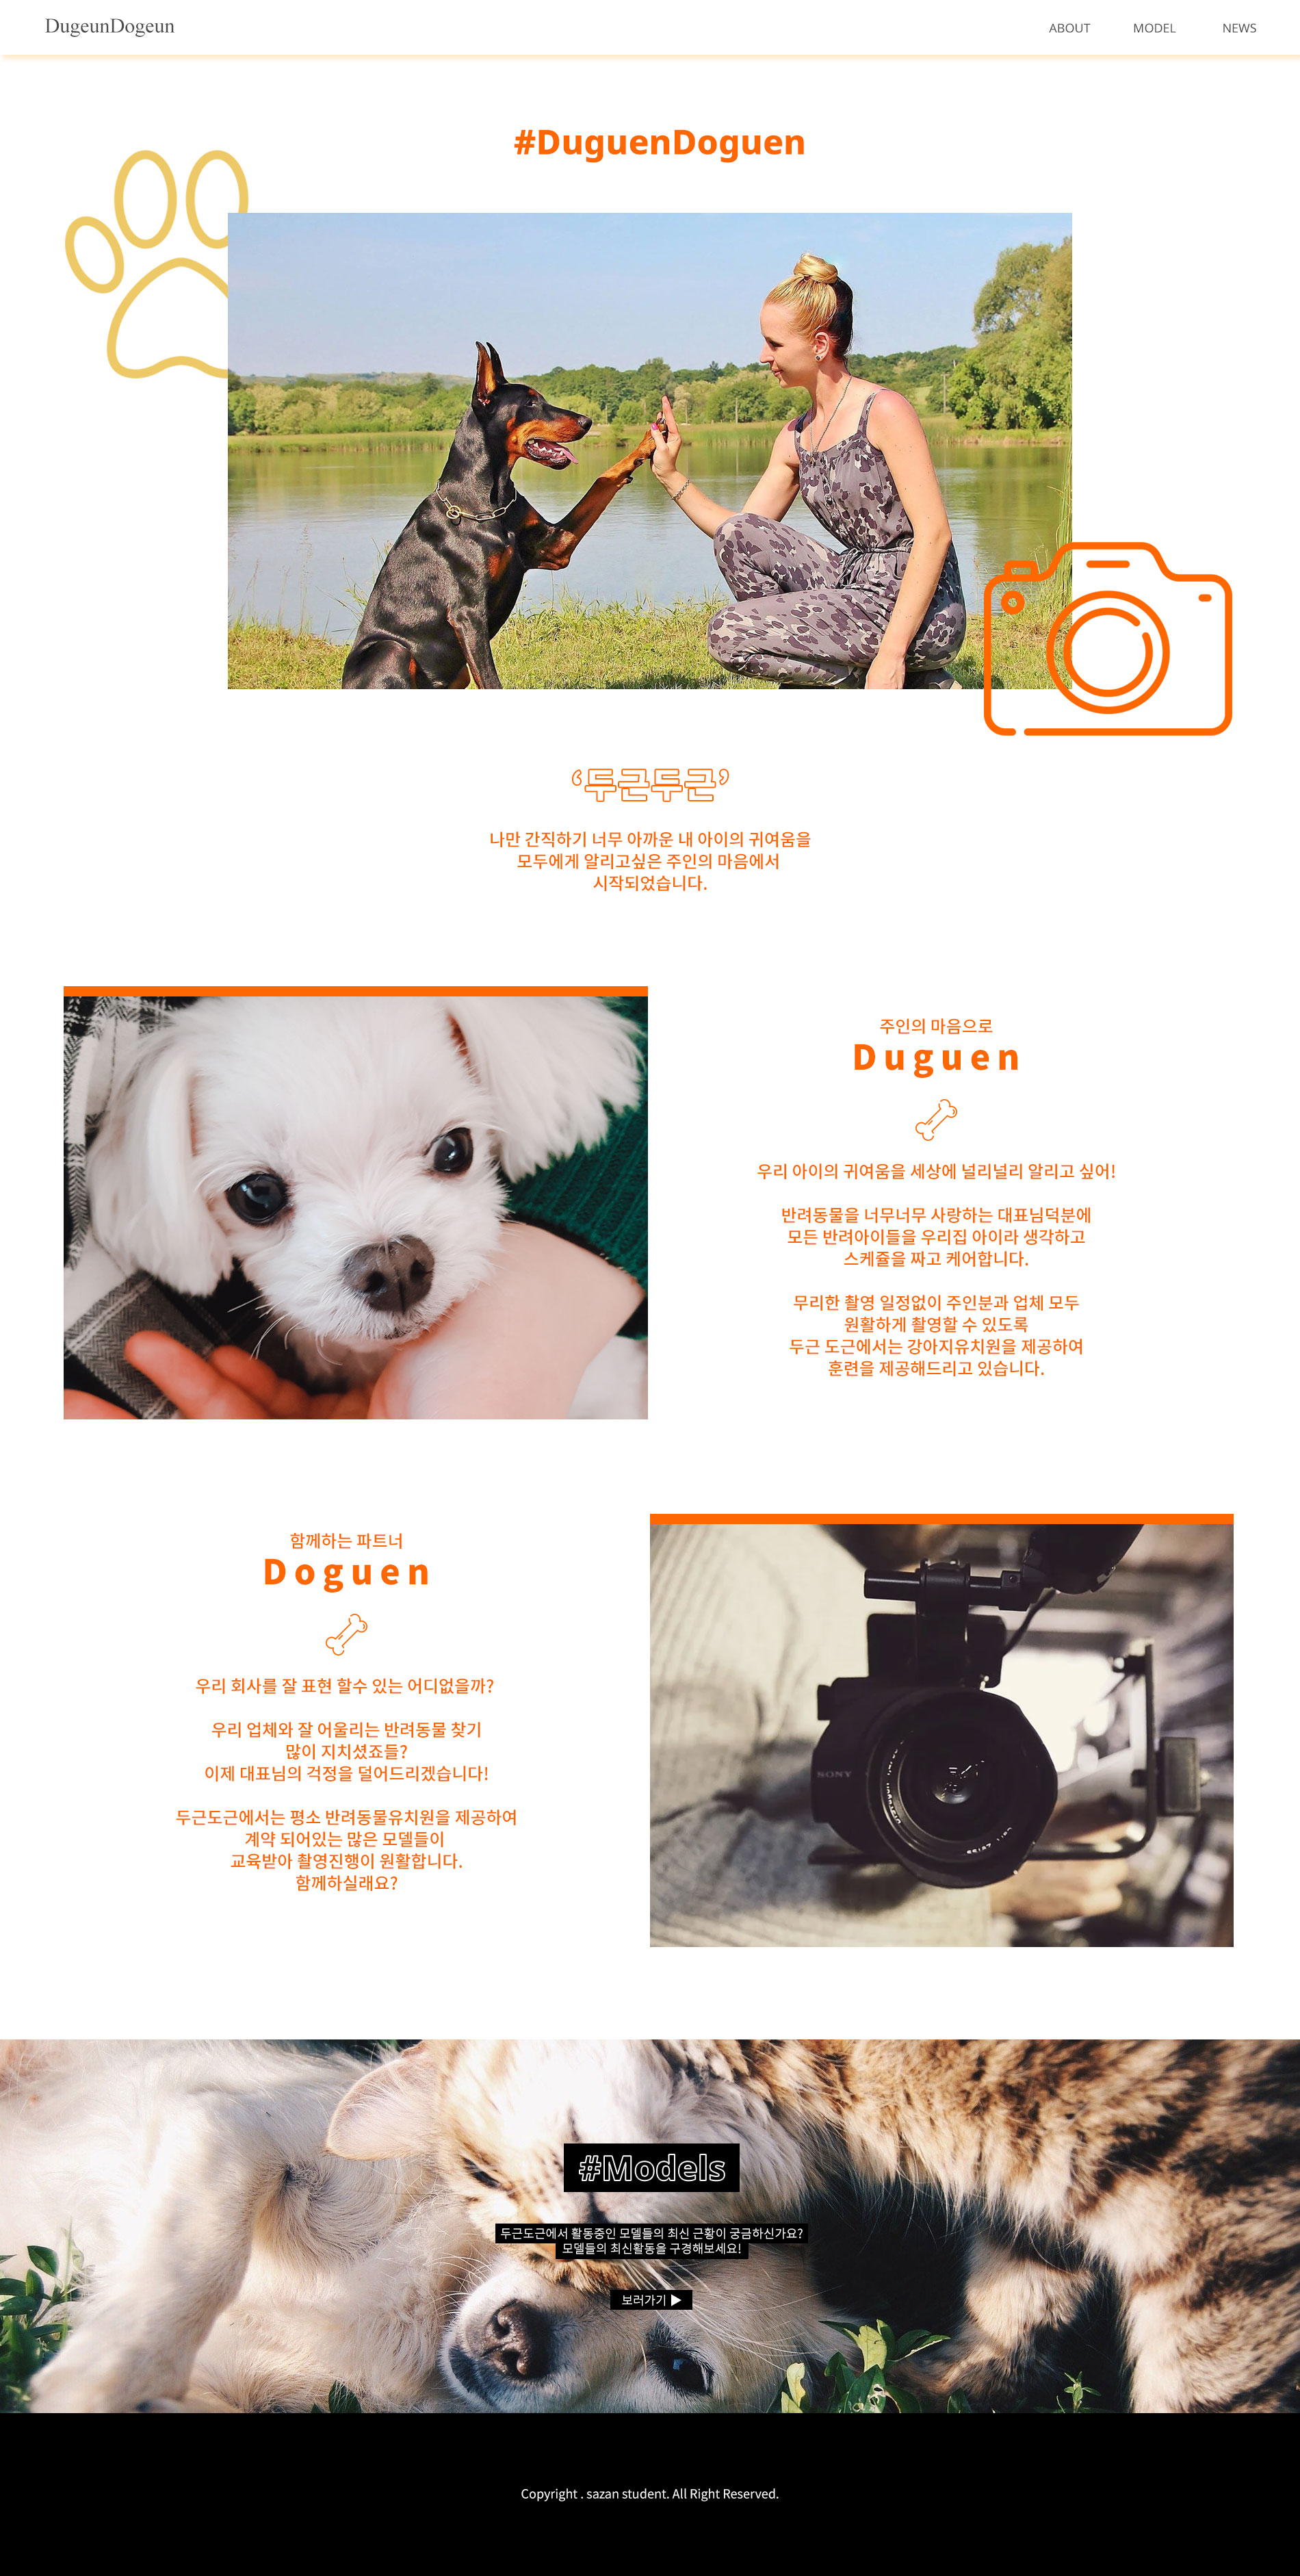 DugeunDogeun
ABOUT
MODEL
NEWS
#DuguenDoguen
‘두근두근’
나만 간직하기 너무 아까운 내 아이의 귀여움을
모두에게 알리고싶은 주인의 마음에서
시작되었습니다.
주인의 마음으로
Duguen
우리 아이의 귀여움을 세상에 널리널리 알리고 싶어!
반려동물을 너무너무 사랑하는 대표님덕분에
모든 반려아이들을 우리집 아이라 생각하고
스케쥴을 짜고 케어합니다.
무리한 촬영 일정없이 주인분과 업체 모두
원활하게 촬영할 수 있도록
두근 도근에서는 강아지유치원을 제공하여
훈련을 제공해드리고 있습니다.
함께하는 파트너
Doguen
우리 회사를 잘 표현 할수 있는 어디없을까?
우리 업체와 잘 어울리는 반려동물 찾기
많이 지치셨죠들?
이제 대표님의 걱정을 덜어드리겠습니다!
두근도근에서는 평소 반려동물유치원을 제공하여
계약 되어있는 많은 모델들이
교육받아 촬영진행이 원활합니다.
함께하실래요?
SONY
#Models
두근도근에서 활동중인 모델들의 최신 근황이 궁금하신가요?
모델들의 최신활동을 구경해보세요!
보러가기 ▶
Copyright . sazan student. All Right Reserved.